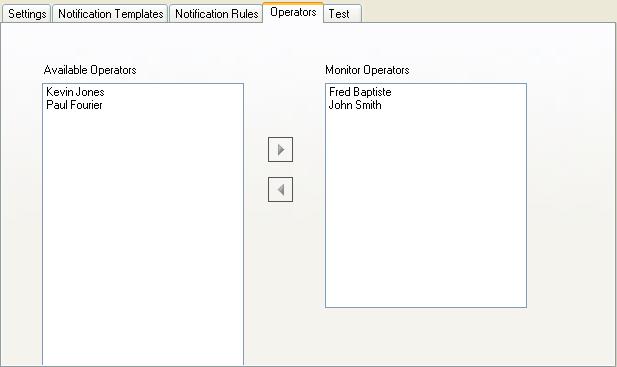 Settings Notification Templates Notification Rules Operators Test
Available Operators
Kevin Jones
Paul Fourier
Monitor Operators
Fred Baptiste
John Smith